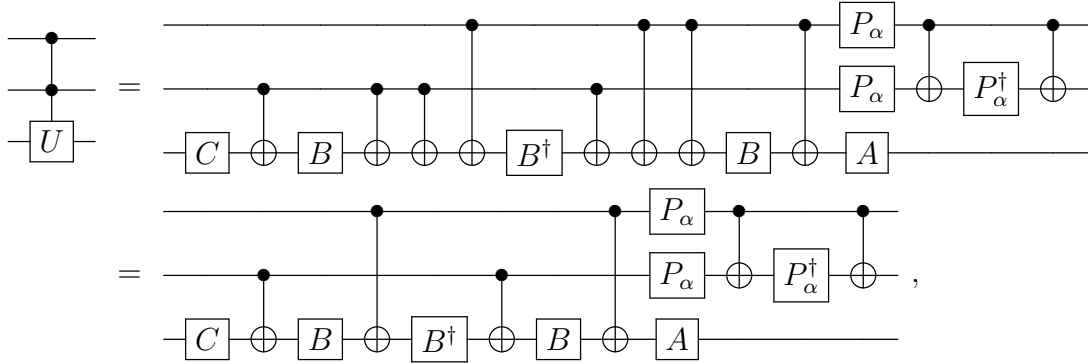 P_α
= P_α P_α^†
U C B B^† B A
P_α
= P_α P_α^† ,
C B B^† B A